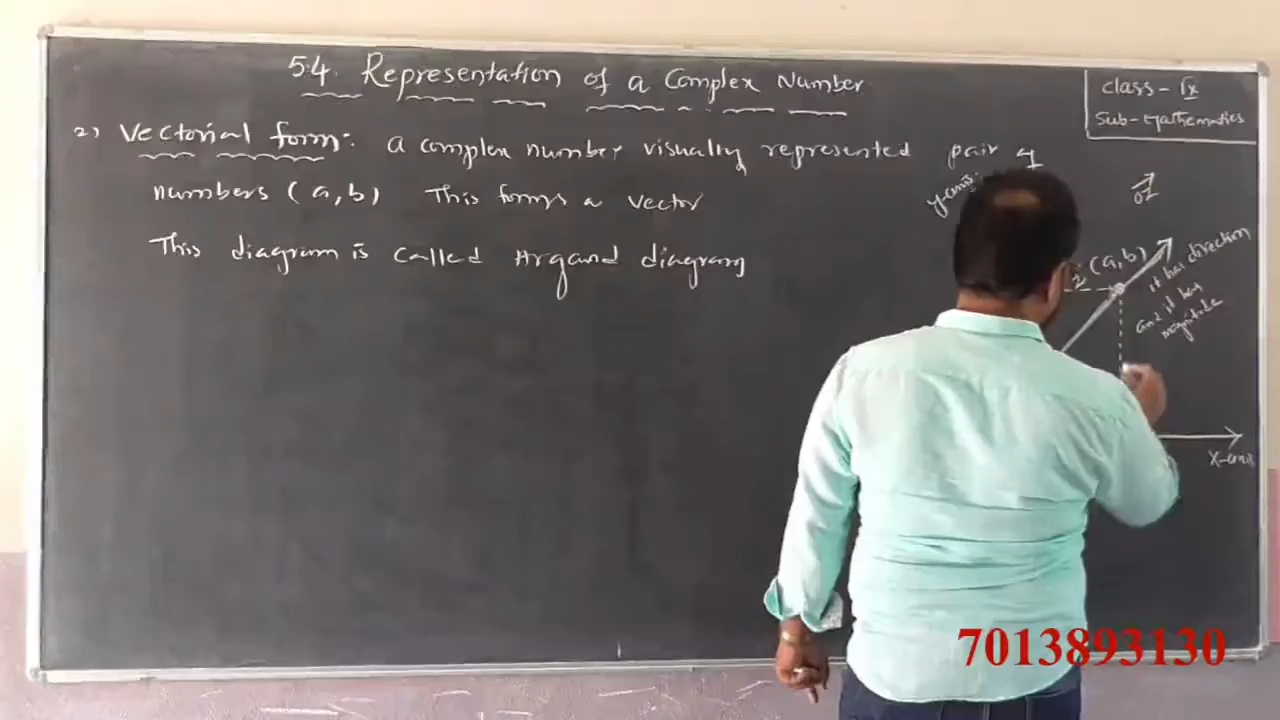 5.4. Representation of a Complex Number
class - IX
Sub - Mathematics
2) Vectorial form:- a complex number visually represented pair of
numbers (a, b) This forms a vector
This diagram is called Argand diagram
y-axis
(a, b)
it has direction
and it has
magnitude
X-axis
7013893130